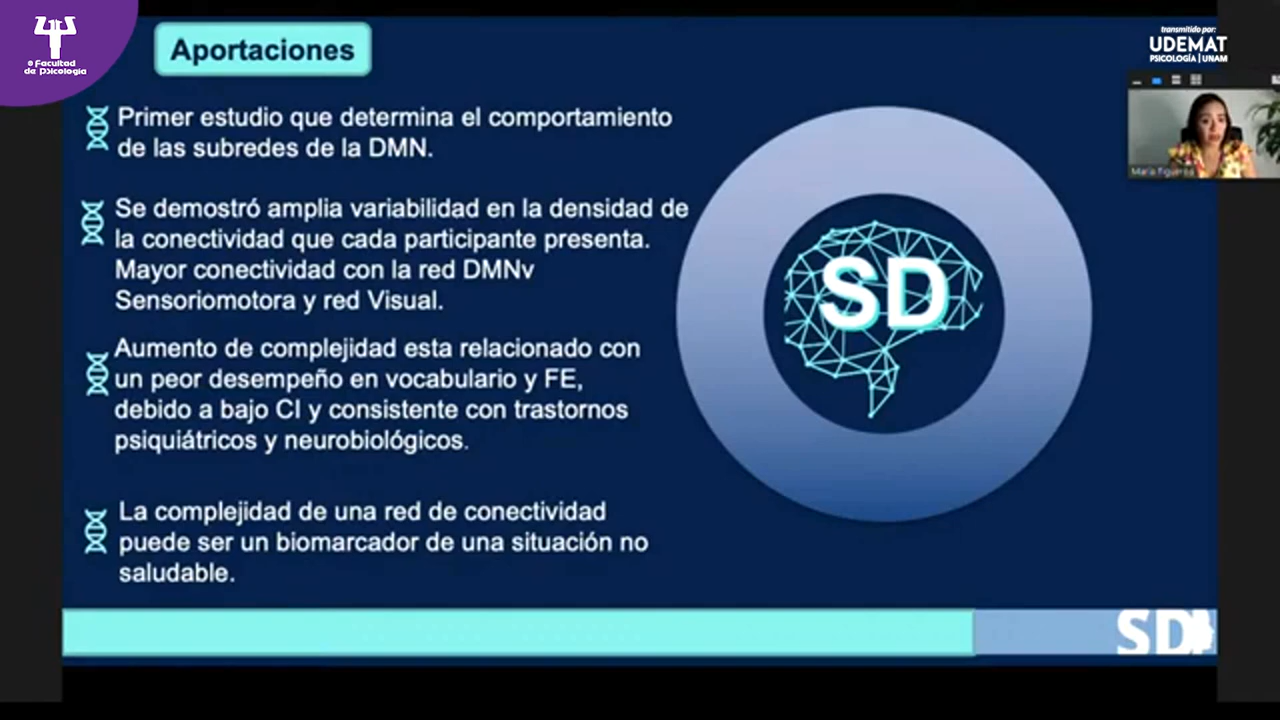 Facultad
de Psicología
Aportaciones
transmitido por:
UDEMAT
PSICOLOGÍA | UNAM
Primer estudio que determina el comportamiento
de las subredes de la DMN.
Se demostró amplia variabilidad en la densidad de
la conectividad que cada participante presenta.
Mayor conectividad con la red DMNv
Sensoriomotora y red Visual.
Aumento de complejidad esta relacionado con
un peor desempeño en vocabulario y FE,
debido a bajo CI y consistente con trastornos
psiquiátricos y neurobiológicos.
La complejidad de una red de conectividad
puede ser un biomarcador de una situación no
saludable.
SD
María Figueroa
SD